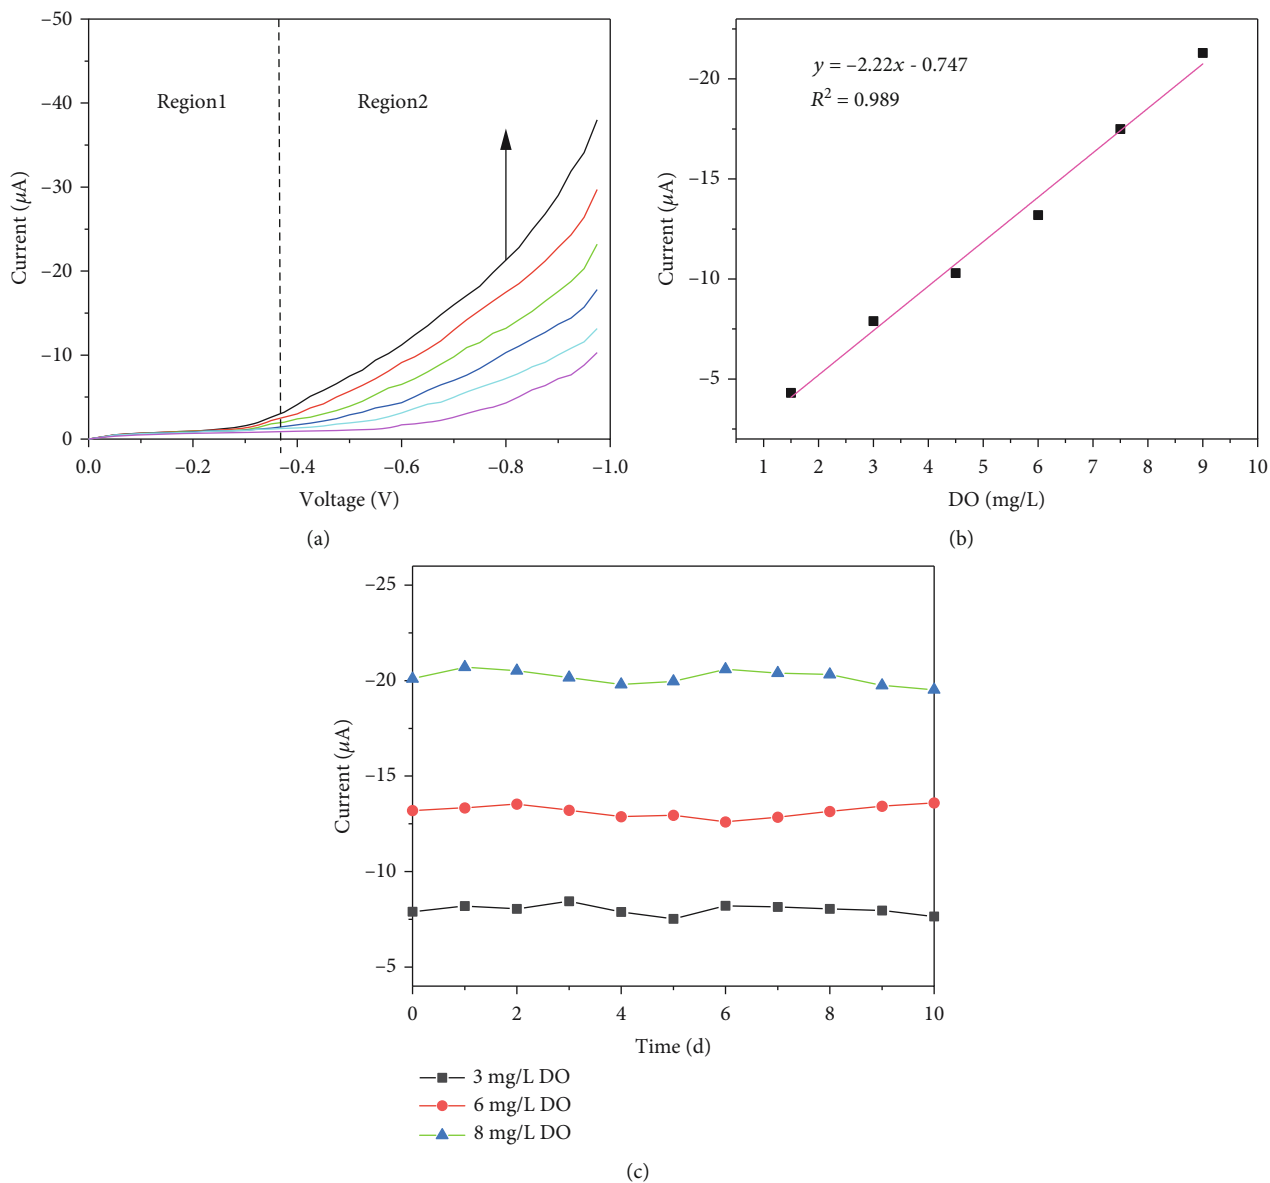 −50
−40
−30
−20
−10
0
Current (μA)
Region1
Region2
0.0 −0.2 −0.4 −0.6 −0.8 −1.0
Voltage (V)
(a)
−20
−15
−10
−5
Current (μA)
y = −2.22x - 0.747
R² = 0.989
1 2 3 4 5 6 7 8 9 10
DO (mg/L)
(b)
−25
−20
−15
−10
−5
Current (μA)
0 2 4 6 8 10
Time (d)
3 mg/L DO
6 mg/L DO
8 mg/L DO
(c)